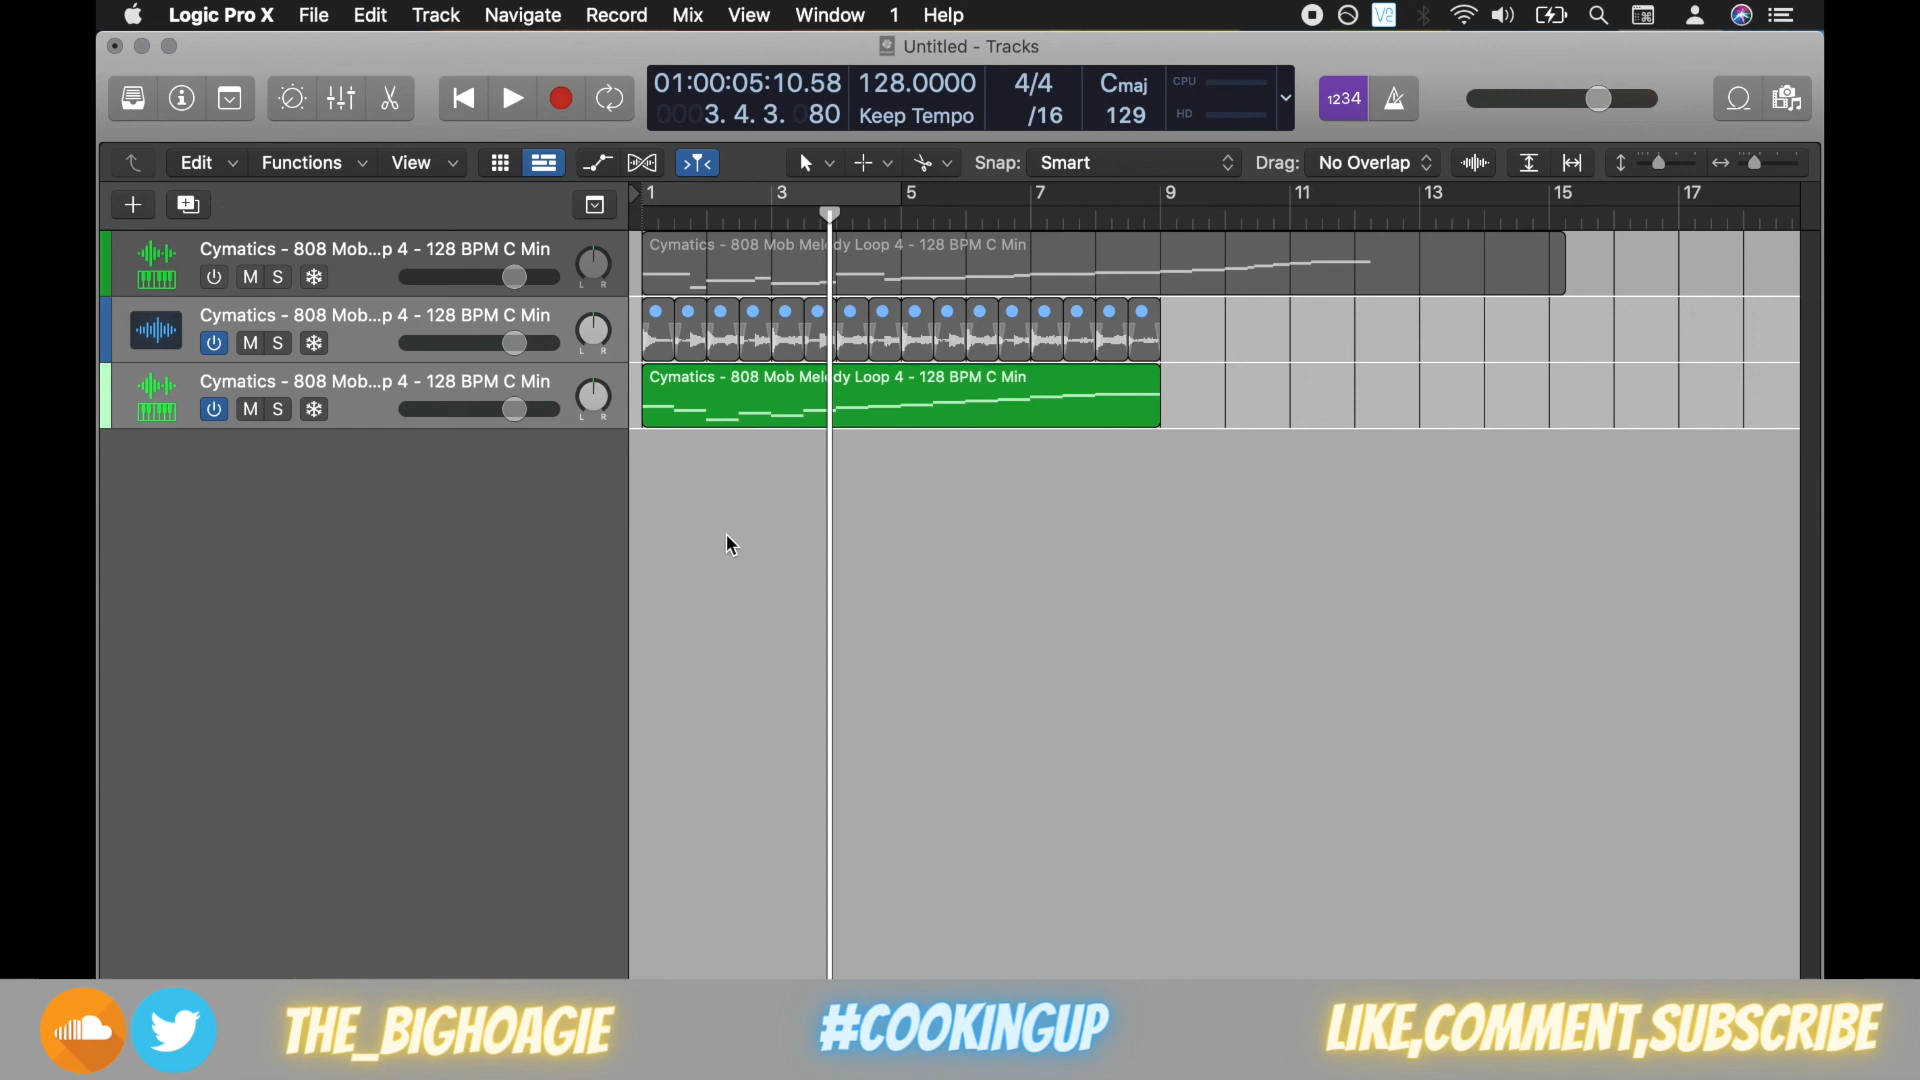 Logic Pro X File Edit Track Navigate Record Mix View Window 1 Help
Untitled - Tracks
01:00:05:10.58 128.0000 4/4 Cmaj CPU
0003. 4. 3. 080 Keep Tempo /16 129 HD
1234
Edit Functions View Snap: Smart Drag: No Overlap
1 3 5 7 9 11 13 15 17
Cymatics - 808 Mob...p 4 - 128 BPM C Min
M S
L R
Cymatics - 808 Mob Melody Loop 4 - 128 BPM C Min
Cymatics - 808 Mob...p 4 - 128 BPM C Min
M S
L R
Cymatics - 808 Mob...p 4 - 128 BPM C Min
M S
L R
Cymatics - 808 Mob Melody Loop 4 - 128 BPM C Min
THE_BIGHOAGIE #COOKINGUP LIKE,COMMENT,SUBSCRIBE